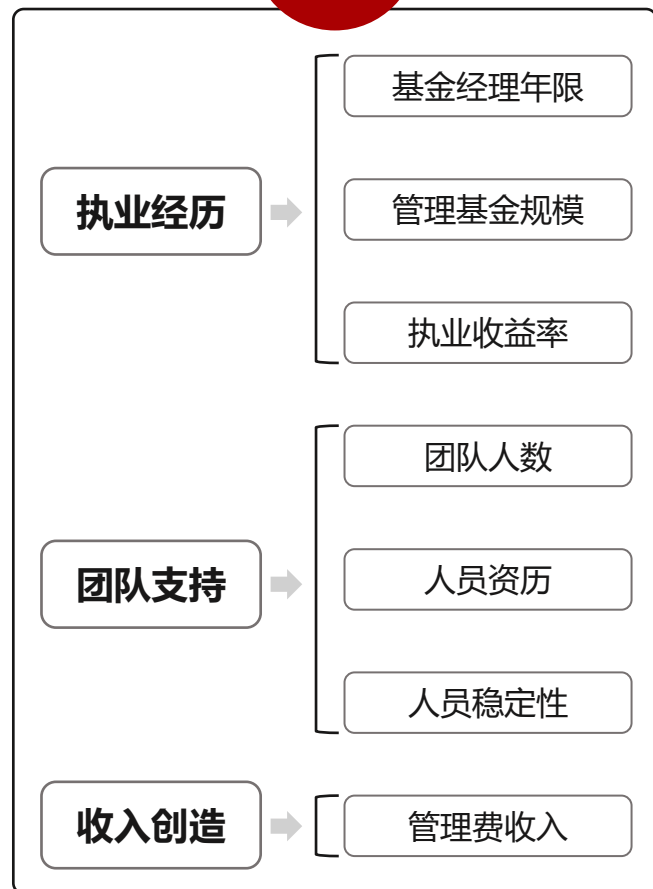 执业经历
基金经理年限
管理基金规模
执业收益率
团队支持
团队人数
人员资历
人员稳定性
收入创造
管理费收入